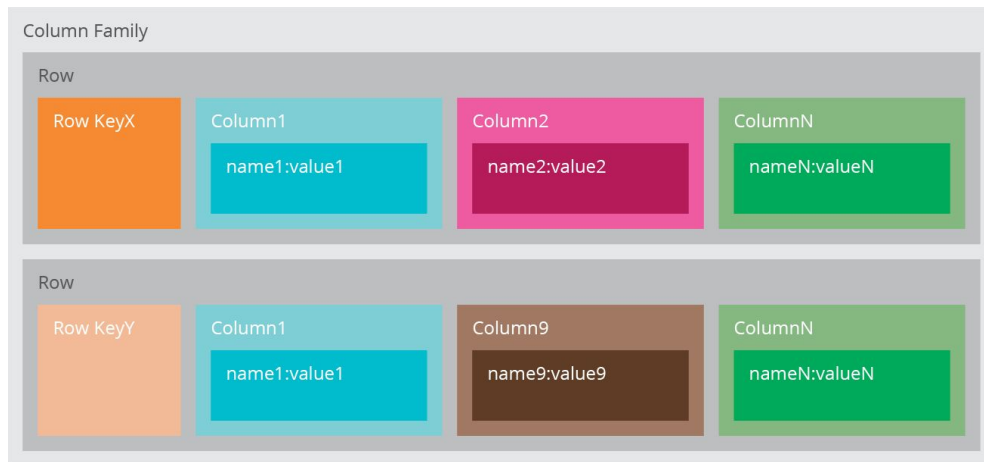 Column Family
Row
Row KeyX
Column1
name1:value1
Column2
name2:value2
ColumnN
nameN:valueN
Row
Row KeyY
Column1
name1:value1
Column9
name9:value9
ColumnN
nameN:valueN